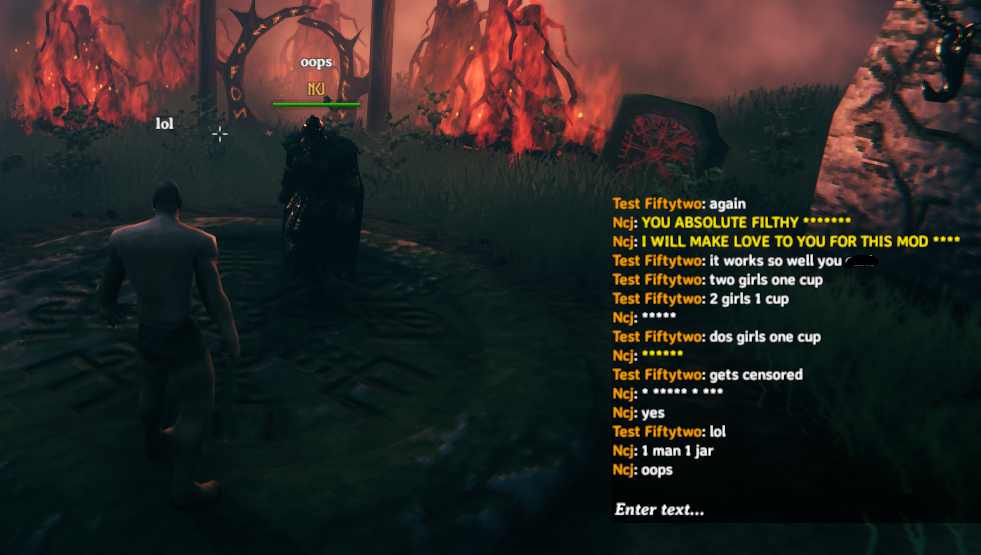 oops
NCJ
lol
Test Fiftytwo: again
Ncj: YOU ABSOLUTE FILTHY *******
Ncj: I WILL MAKE LOVE TO YOU FOR THIS MOD ****
Test Fiftytwo: it works so well you
Test Fiftytwo: two girls one cup
Test Fiftytwo: 2 girls 1 cup
Ncj: *****
Test Fiftytwo: dos girls one cup
Ncj: ******
Test Fiftytwo: gets censored
Ncj: * ***** * ***
Ncj: yes
Test Fiftytwo: lol
Ncj: 1 man 1 jar
Ncj: oops
Enter text...